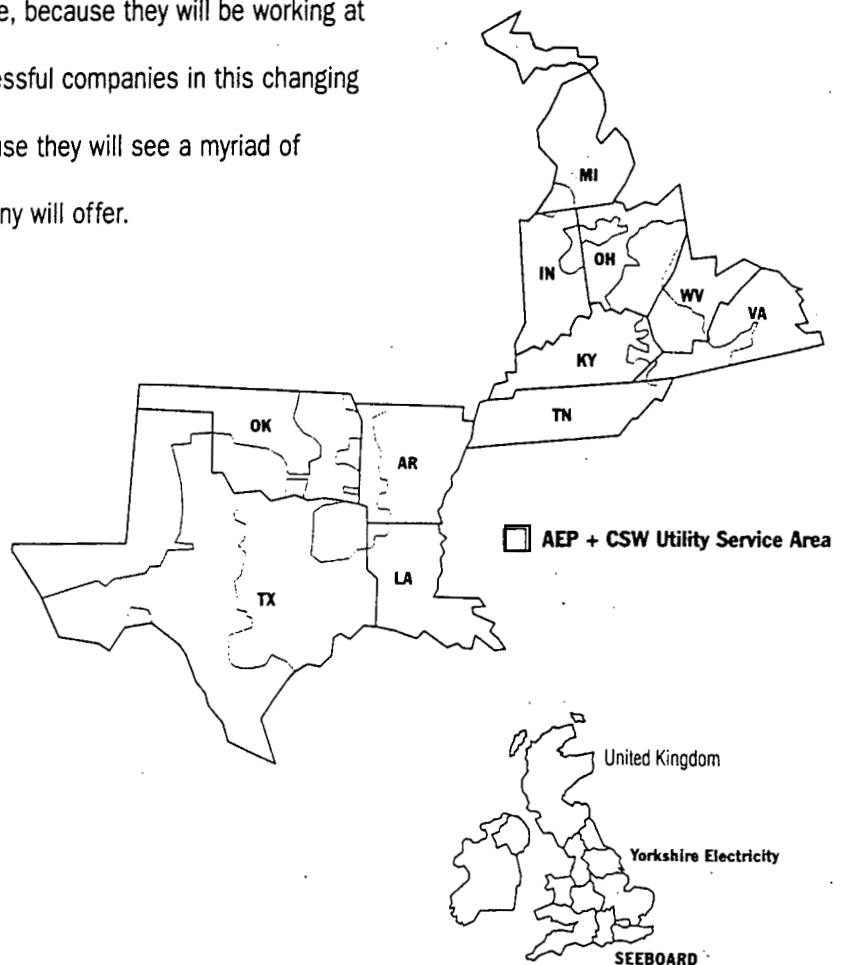 e, because they will be working at
essful companies in this changing
use they will see a myriad of
ny will offer.
MI
IN
OH
WV
VA
KY
TN
OK
AR
AEP + CSW Utility Service Area
LA
TX
United Kingdom
Yorkshire Electricity
SEEBOARD